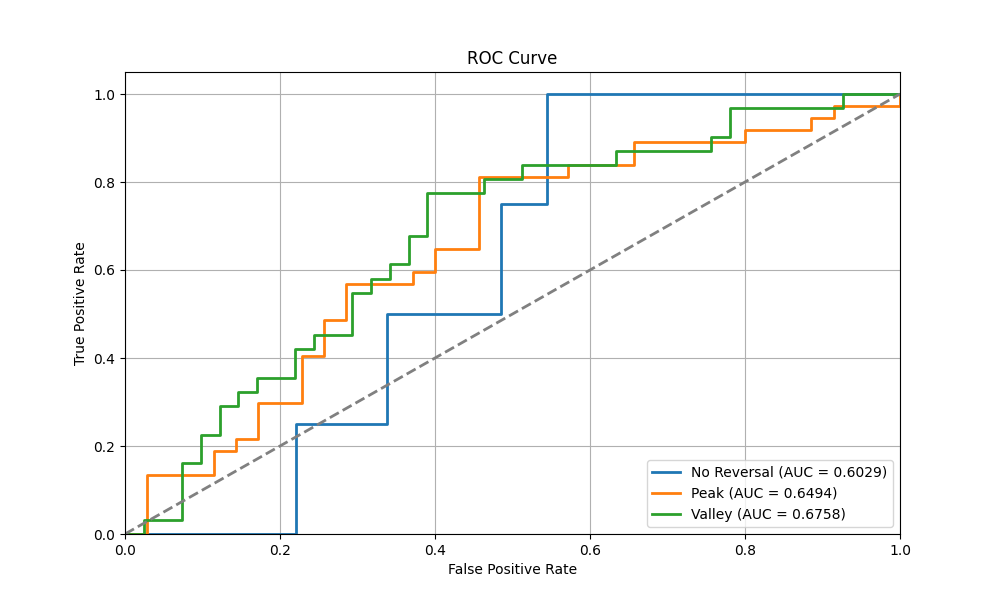 ROC Curve
True Positive Rate
1.0
0.8
0.6
0.4
0.2
0.0
0.0 0.2 0.4 0.6 0.8 1.0
False Positive Rate
No Reversal (AUC = 0.6029)
Peak (AUC = 0.6494)
Valley (AUC = 0.6758)